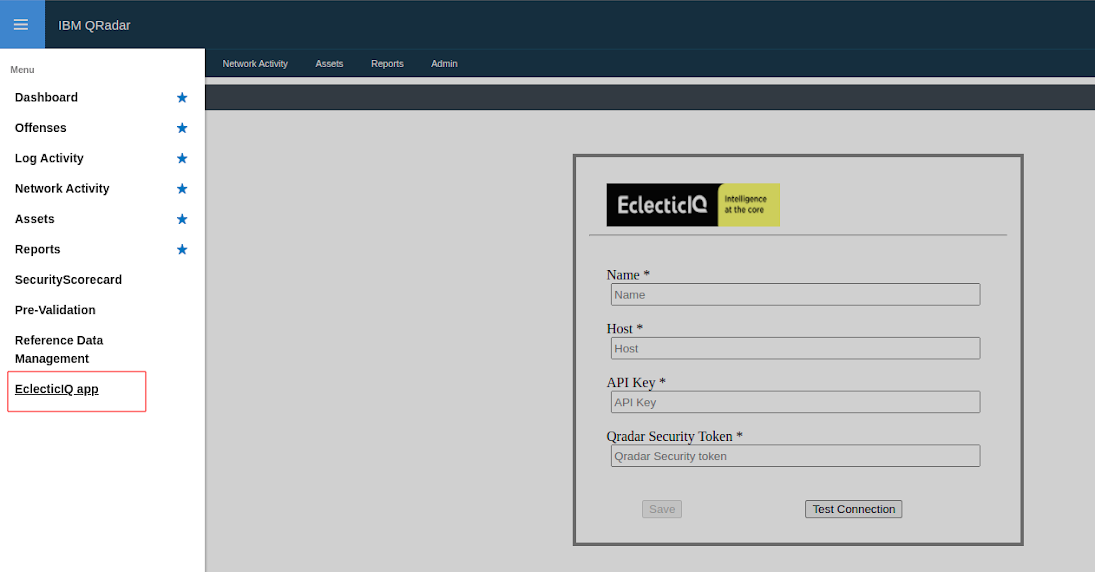 IBM QRadar
Menu
Dashboard
Offenses
Log Activity
Network Activity
Assets
Reports
SecurityScorecard
Pre-Validation
Reference Data
Management
EclecticIQ app
Network Activity Assets Reports Admin
EclecticIQ
Intelligence
at the core
Name *
Name
Host *
Host
API Key *
API Key
Qradar Security Token *
Qradar Security token
Save Test Connection